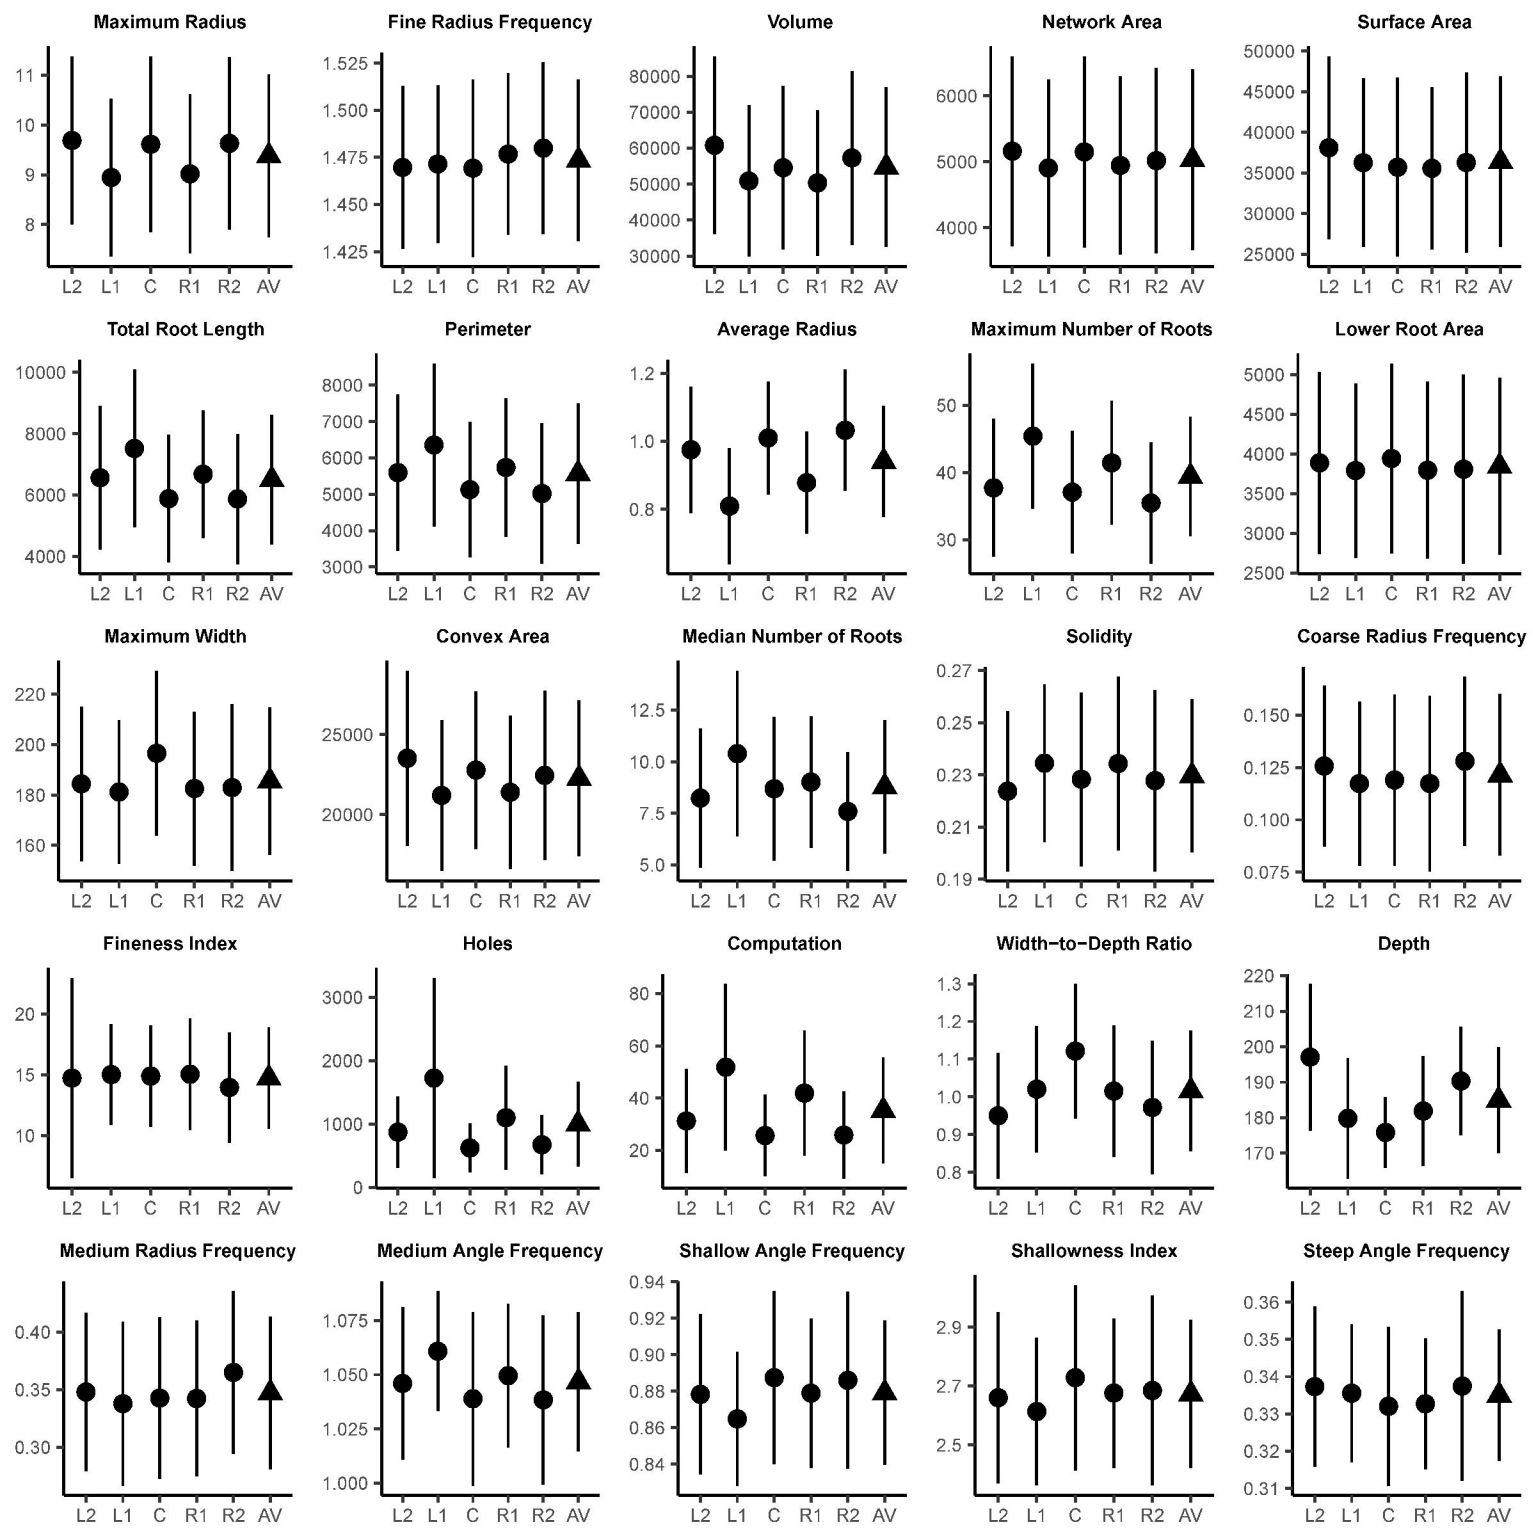 Maximum Radius
11
10
9
8
L2 L1 C R1 R2 AV
Fine Radius Frequency
1.525
1.500
1.475
1.450
1.425
L2 L1 C R1 R2 AV
Volume
80000
70000
60000
50000
40000
30000
L2 L1 C R1 R2 AV
Network Area
6000
5000
4000
L2 L1 C R1 R2 AV
Surface Area
50000
45000
40000
35000
30000
25000
L2 L1 C R1 R2 AV
Total Root Length
10000
8000
6000
4000
L2 L1 C R1 R2 AV
Perimeter
8000
7000
6000
5000
4000
3000
L2 L1 C R1 R2 AV
Average Radius
1.2
1.0
0.8
L2 L1 C R1 R2 AV
Maximum Number of Roots
50
40
30
L2 L1 C R1 R2 AV
Lower Root Area
5000
4500
4000
3500
3000
2500
L2 L1 C R1 R2 AV
Maximum Width
220
200
180
160
L2 L1 C R1 R2 AV
Convex Area
25000
20000
L2 L1 C R1 R2 AV
Median Number of Roots
12.5
10.0
7.5
5.0
L2 L1 C R1 R2 AV
Solidity
0.27
0.25
0.23
0.21
0.19
L2 L1 C R1 R2 AV
Coarse Radius Frequency
0.150
0.125
0.100
0.075
L2 L1 C R1 R2 AV
Fineness Index
20
15
10
L2 L1 C R1 R2 AV
Holes
3000
2000
1000
0
L2 L1 C R1 R2 AV
Computation
80
60
40
20
L2 L1 C R1 R2 AV
Width−to−Depth Ratio
1.3
1.2
1.1
1.0
0.9
0.8
L2 L1 C R1 R2 AV
Depth
220
210
200
190
180
170
L2 L1 C R1 R2 AV
Medium Radius Frequency
0.40
0.35
0.30
L2 L1 C R1 R2 AV
Medium Angle Frequency
1.075
1.050
1.025
1.000
L2 L1 C R1 R2 AV
Shallow Angle Frequency
0.94
0.92
0.90
0.88
0.86
0.84
L2 L1 C R1 R2 AV
Shallowness Index
2.9
2.7
2.5
L2 L1 C R1 R2 AV
Steep Angle Frequency
0.36
0.35
0.34
0.33
0.32
0.31
L2 L1 C R1 R2 AV